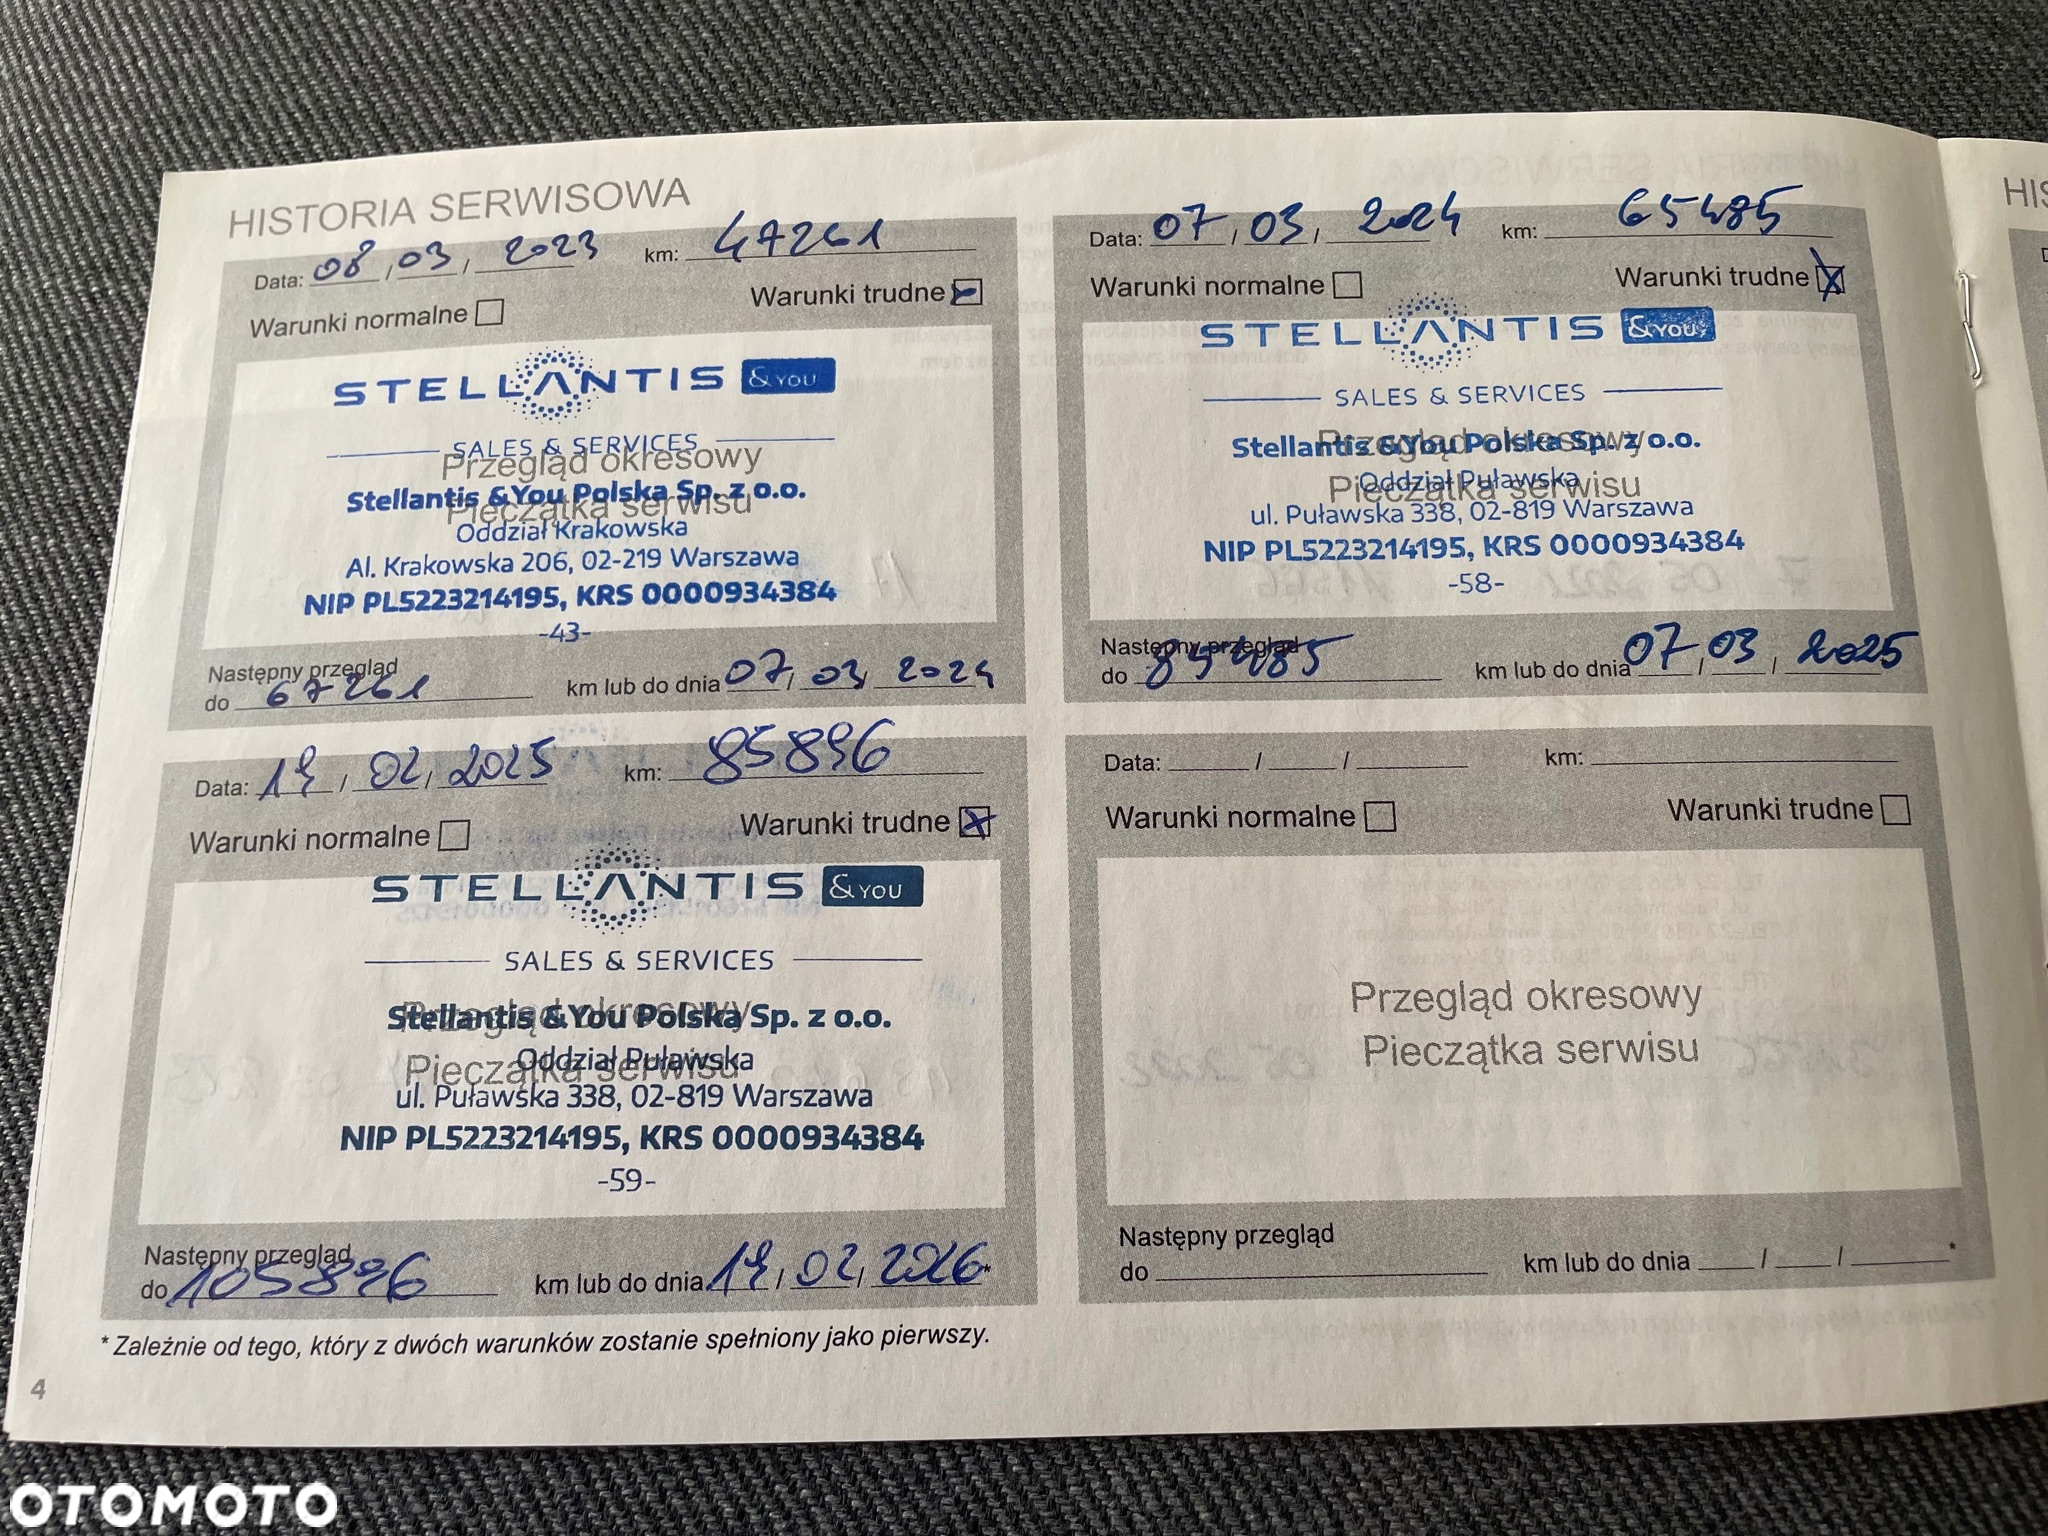 HISTORIA SERWISOWA
Data: 08 / 03 / 2023 km: 47261
Warunki normalne Warunki trudne
STELLANTIS &YOU
SALES & SERVICES
Przegląd okresowy
Stellantis &You Polska Sp. z o.o.
Pieczątka serwisu
Oddział Krakowska
Al. Krakowska 206, 02-219 Warszawa
NIP PL5223214195, KRS 0000934384
-43-
Następny przegląd
do 67261 km lub do dnia 07 / 03 / 2024
Data: 07 / 03 / 2024 km: 65485
Warunki normalne Warunki trudne
STELLANTIS &YOU
SALES & SERVICES
Przegląd okresowy
Stellantis &You Polska Sp. z o.o.
Oddział Puławska
Pieczątka serwisu
ul. Puławska 338, 02-819 Warszawa
NIP PL5223214195, KRS 0000934384
-58-
Następny przegląd
do 85485 km lub do dnia 07 / 03 / 2025
Data: 14 / 02 / 2025 km: 85896
Warunki normalne Warunki trudne
STELLANTIS &YOU
SALES & SERVICES
Przegląd okresowy
Stellantis &You Polska Sp. z o.o.
Oddział Puławska
Pieczątka serwisu
ul. Puławska 338, 02-819 Warszawa
NIP PL5223214195, KRS 0000934384
-59-
Następny przegląd
do 105896 km lub do dnia 14 / 02 / 2026 *
Data: / / km:
Warunki normalne Warunki trudne
Przegląd okresowy
Pieczątka serwisu
Następny przegląd
do km lub do dnia / / *
* Zależnie od tego, który z dwóch warunków zostanie spełniony jako pierwszy.
4
HIS
OTOMOTO